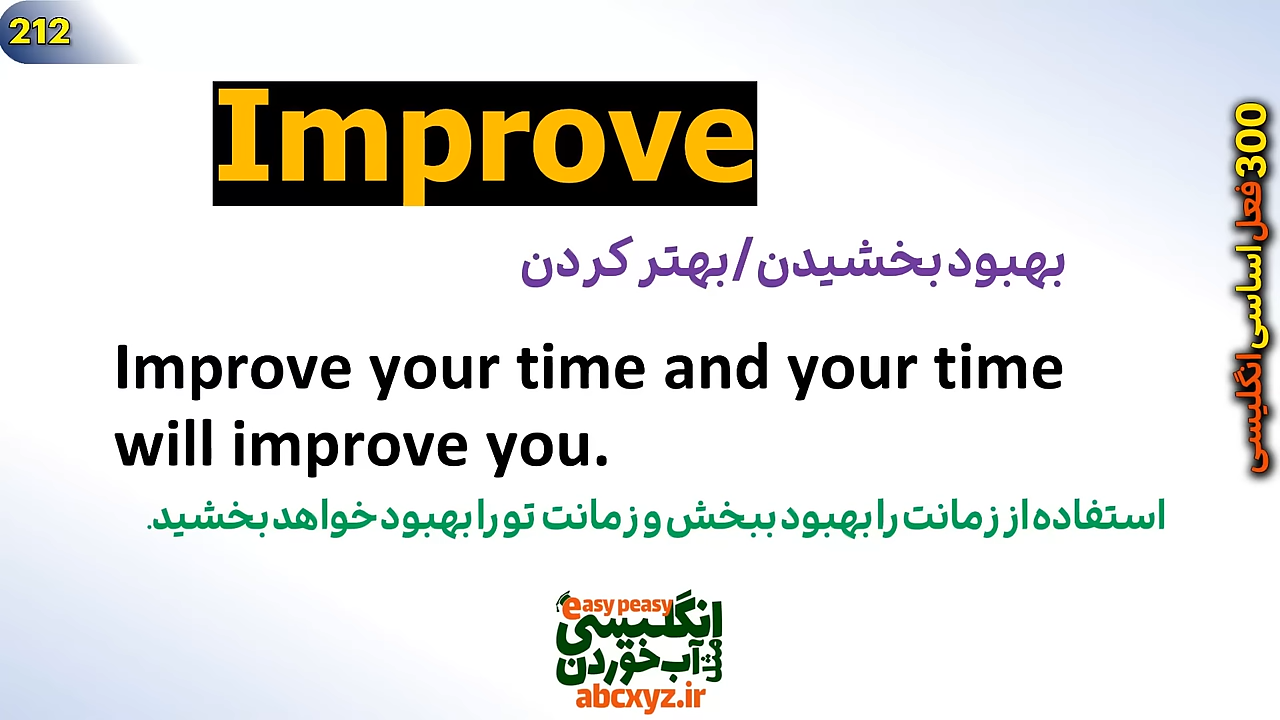 212
Improve
بهبود بخشیدن/بهتر کردن
Improve your time and your time
will improve you.
استفاده از زمانت را بهبود ببخش و زمانت تو را بهبود خواهد بخشید.
300 فعل اساسی انگلیسی
easy peasy
انگلیسی
مثل آب خوردن
abcxyz.ir